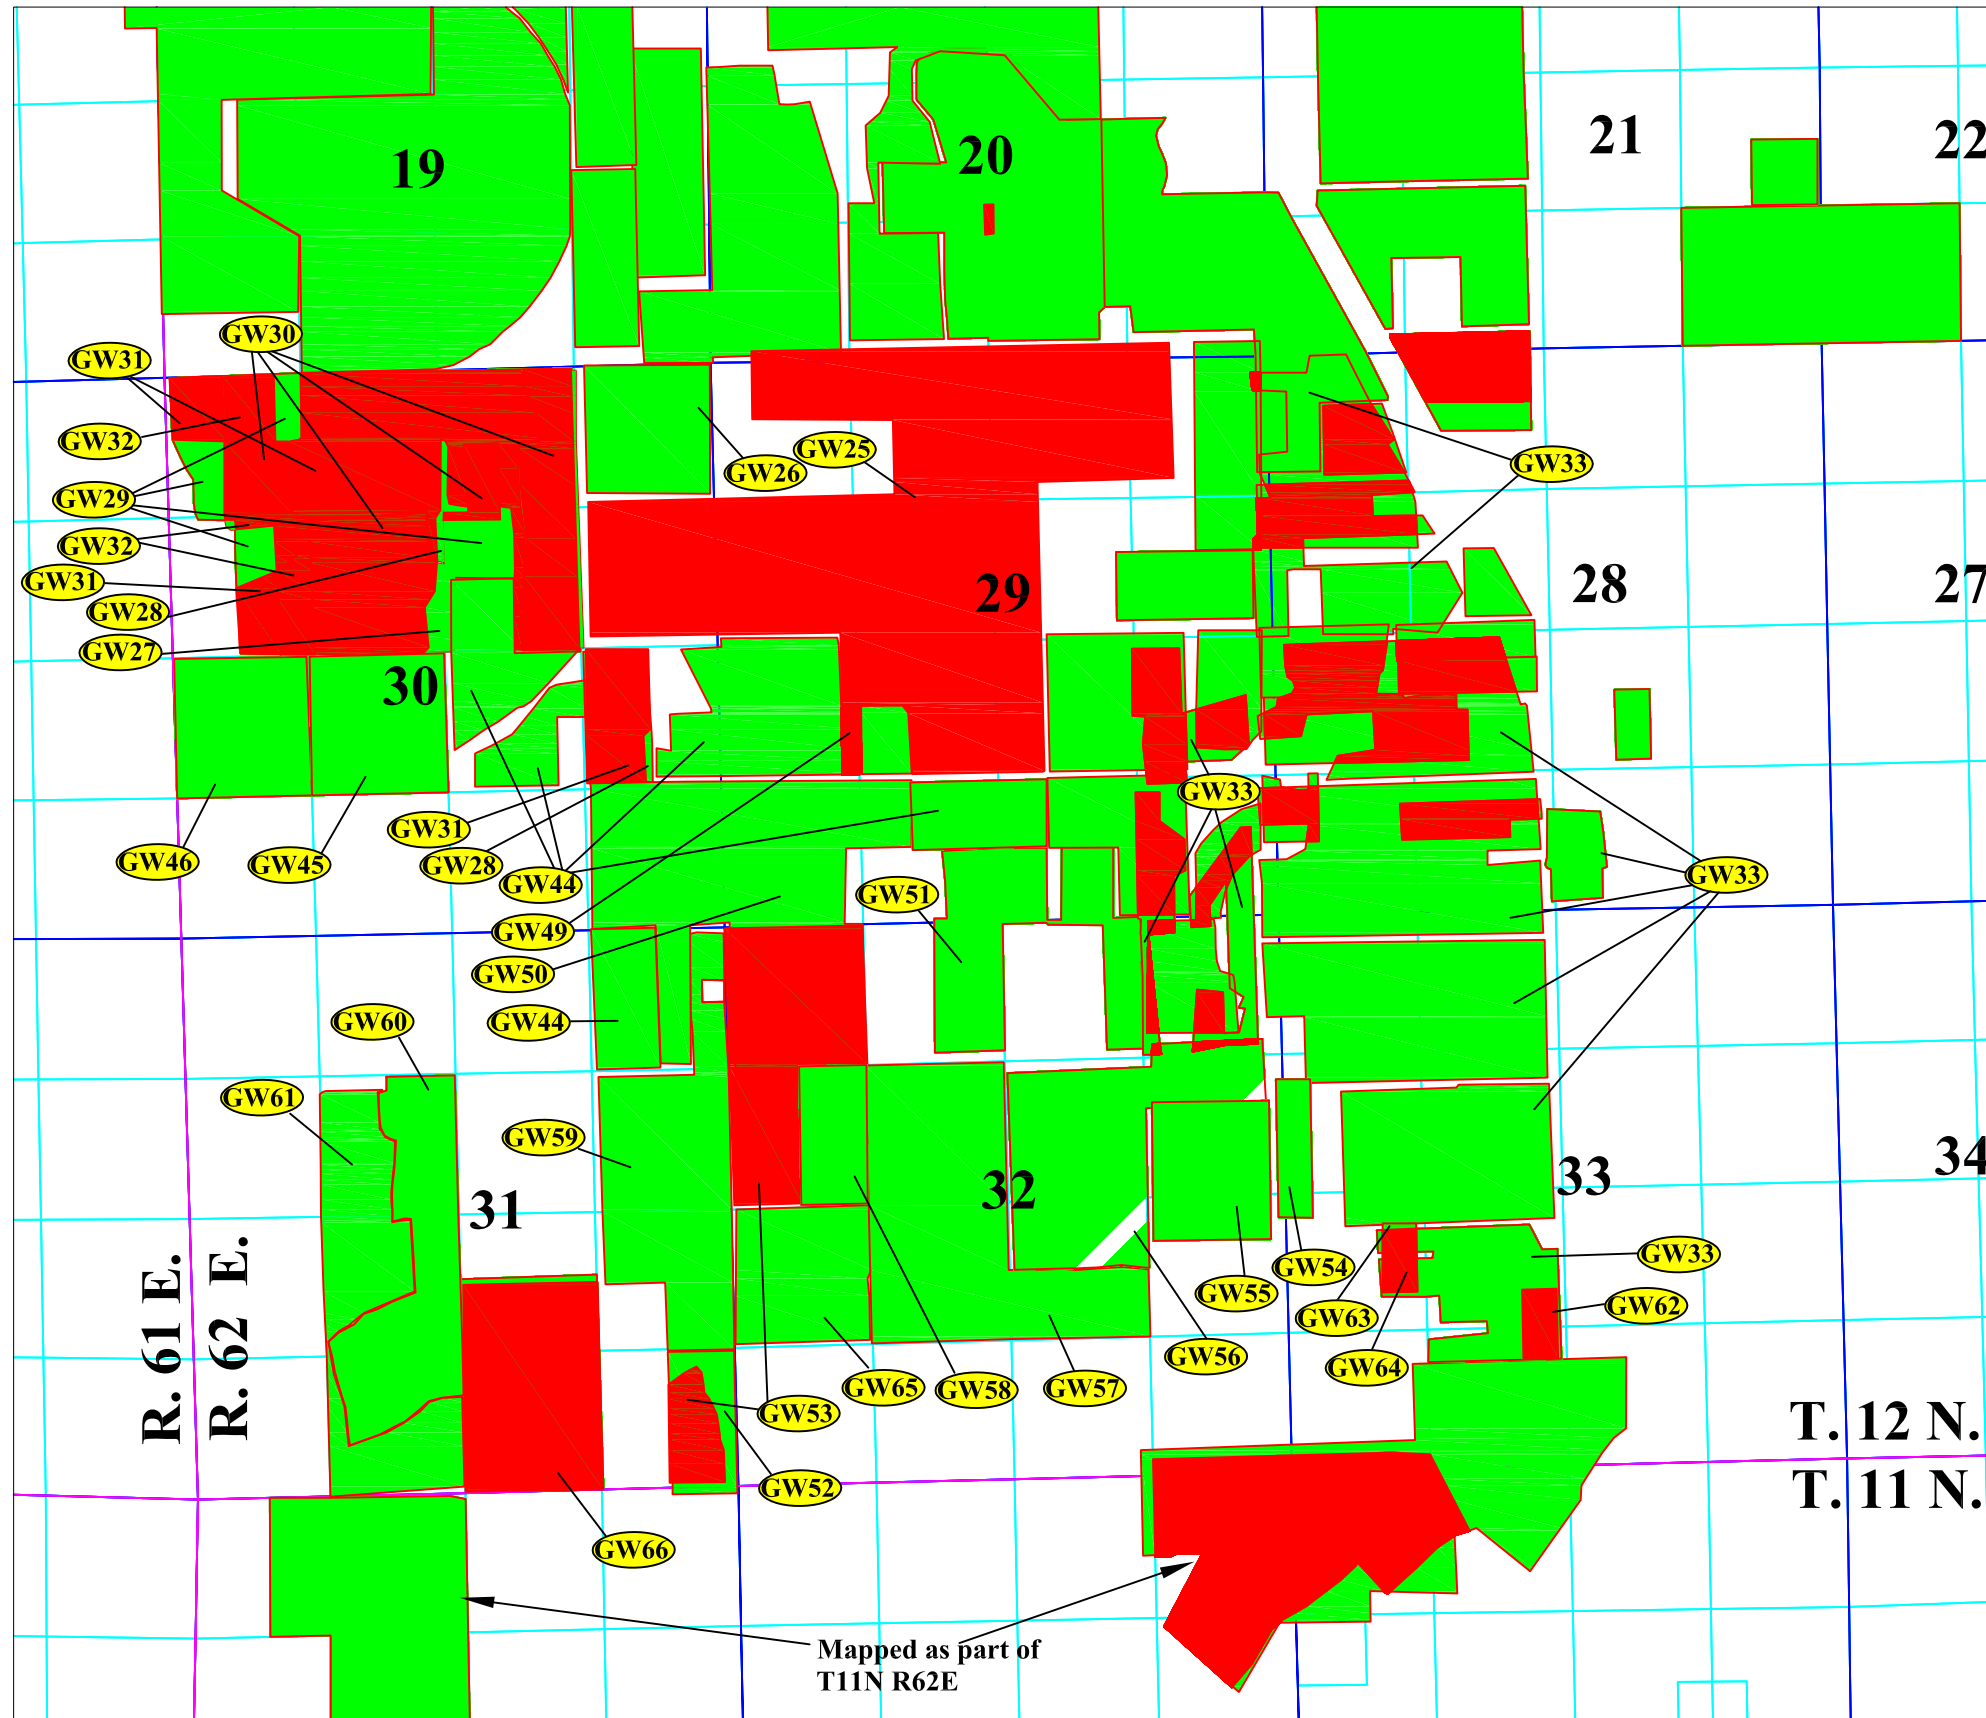 21
22
20
19
GW30
GW31
GW32
GW25
GW26
GW33
GW29
GW32
GW31
28
27
29
GW28
GW27
30
GW33
GW31
GW46
GW45
GW28
GW44
GW51
GW33
GW49
GW50
GW60
GW44
GW61
GW59
34
33
32
31
R. 61 E.
R. 62 E.
GW33
GW54
GW55
GW62
GW63
GW56
GW64
GW65
GW58
GW57
GW53
T. 12 N.
GW52
T. 11 N.
GW66
Mapped as part of
T11N R62E